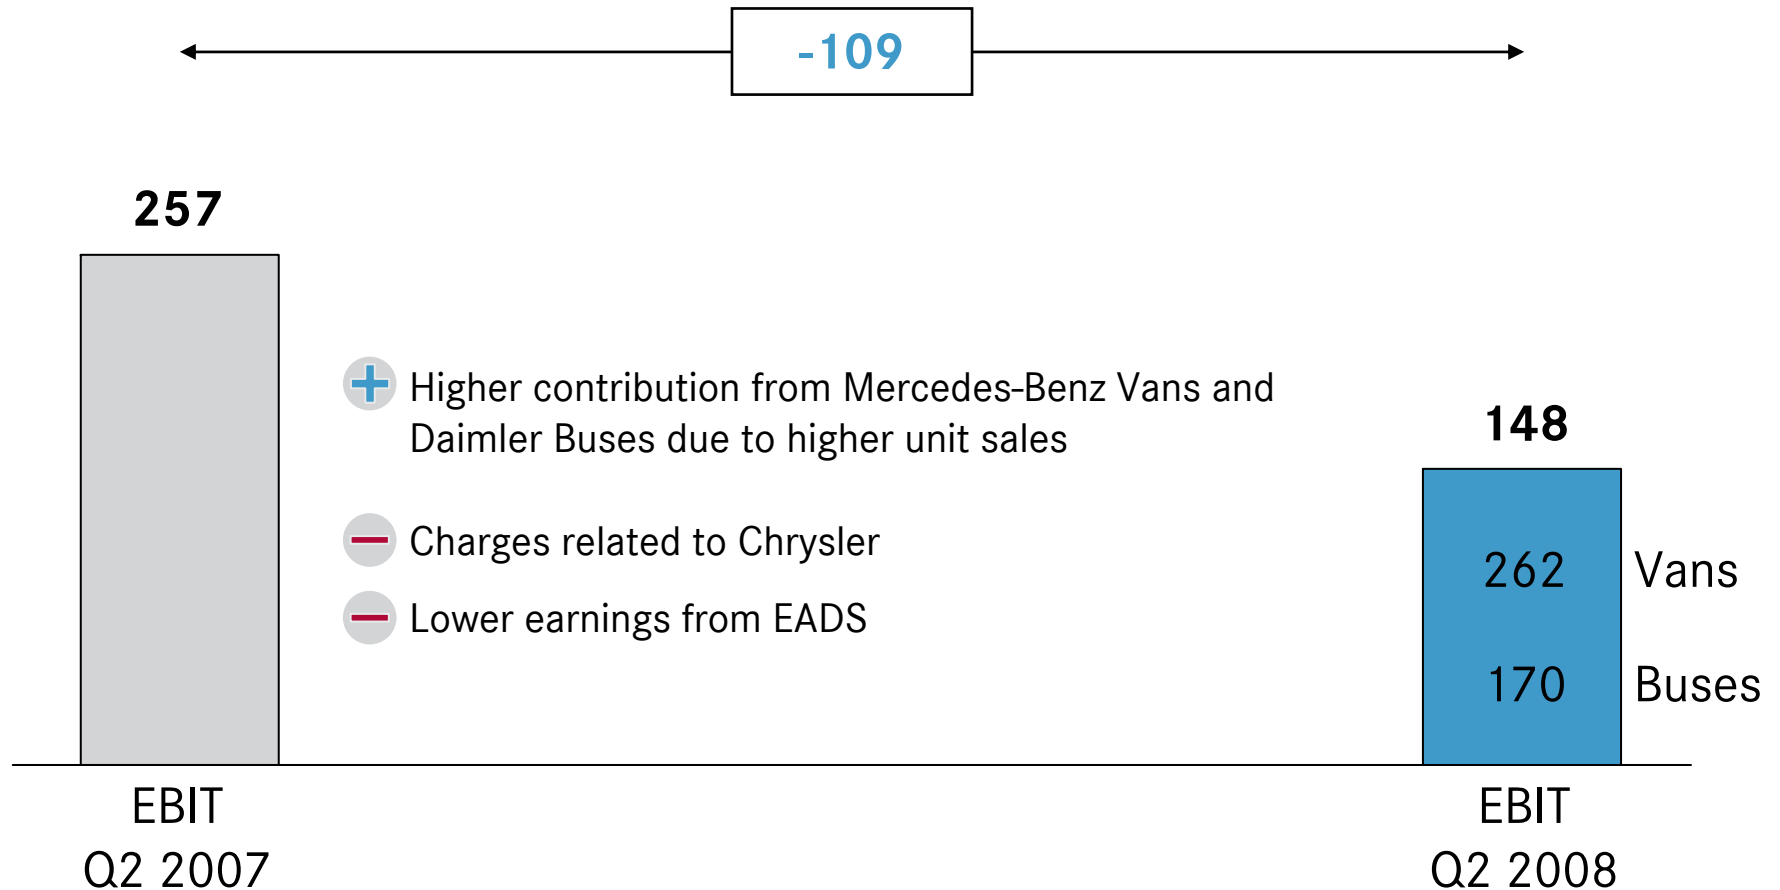 -109
257
Higher contribution from Mercedes-Benz Vans and
Daimler Buses due to higher unit sales
Charges related to Chrysler
Lower earnings from EADS
148
262 Vans
170 Buses
EBIT
Q2 2007
EBIT
Q2 2008